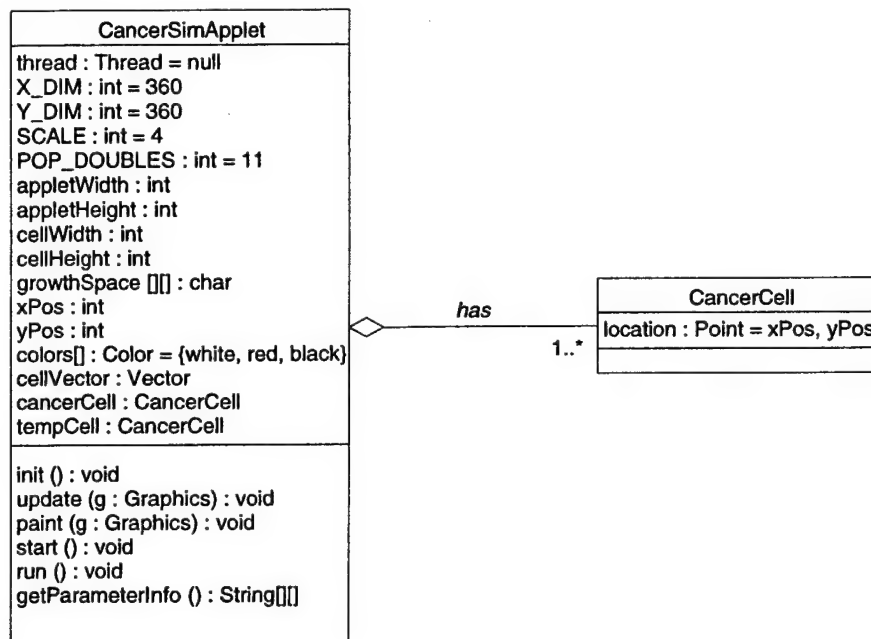 CancerSimApplet
thread : Thread = null
X_DIM : int = 360
Y_DIM : int = 360
SCALE : int = 4
POP_DOUBLES : int = 11
appletWidth : int
appletHeight : int
cellWidth : int
cellHeight : int
growthSpace [][] : char
xPos : int
yPos : int
colors[] : Color = {white, red, black}
cellVector : Vector
cancerCell : CancerCell
tempCell : CancerCell
init () : void
update (g : Graphics) : void
paint (g : Graphics) : void
start () : void
run () : void
getParameterInfo () : String[][]
has
1..*
CancerCell
location : Point = xPos, yPos